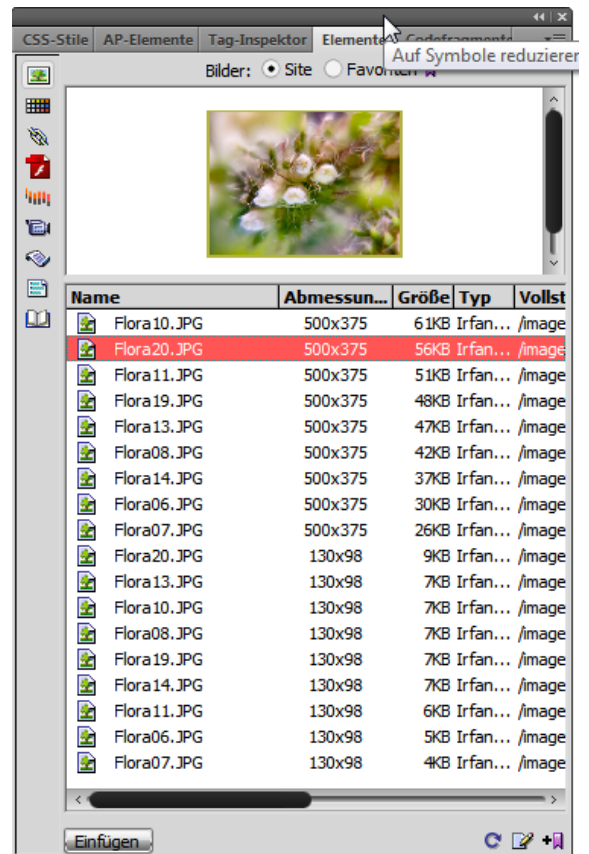 CSS-Stile AP-Elemente Tag-Inspektor Elemente Codefragmente
Auf Symbole reduzieren
Bilder: Site Favoriten
Name Abmessun... Größe Typ Vollst
Flora10.JPG 500x375 61KB Irfan... /image
Flora20.JPG 500x375 56KB Irfan... /image
Flora11.JPG 500x375 51KB Irfan... /image
Flora19.JPG 500x375 48KB Irfan... /image
Flora13.JPG 500x375 47KB Irfan... /image
Flora08.JPG 500x375 42KB Irfan... /image
Flora14.JPG 500x375 37KB Irfan... /image
Flora06.JPG 500x375 30KB Irfan... /image
Flora07.JPG 500x375 26KB Irfan... /image
Flora20.JPG 130x98 9KB Irfan... /image
Flora13.JPG 130x98 7KB Irfan... /image
Flora10.JPG 130x98 7KB Irfan... /image
Flora08.JPG 130x98 7KB Irfan... /image
Flora19.JPG 130x98 7KB Irfan... /image
Flora14.JPG 130x98 7KB Irfan... /image
Flora11.JPG 130x98 6KB Irfan... /image
Flora06.JPG 130x98 5KB Irfan... /image
Flora07.JPG 130x98 4KB Irfan... /image
Einfügen